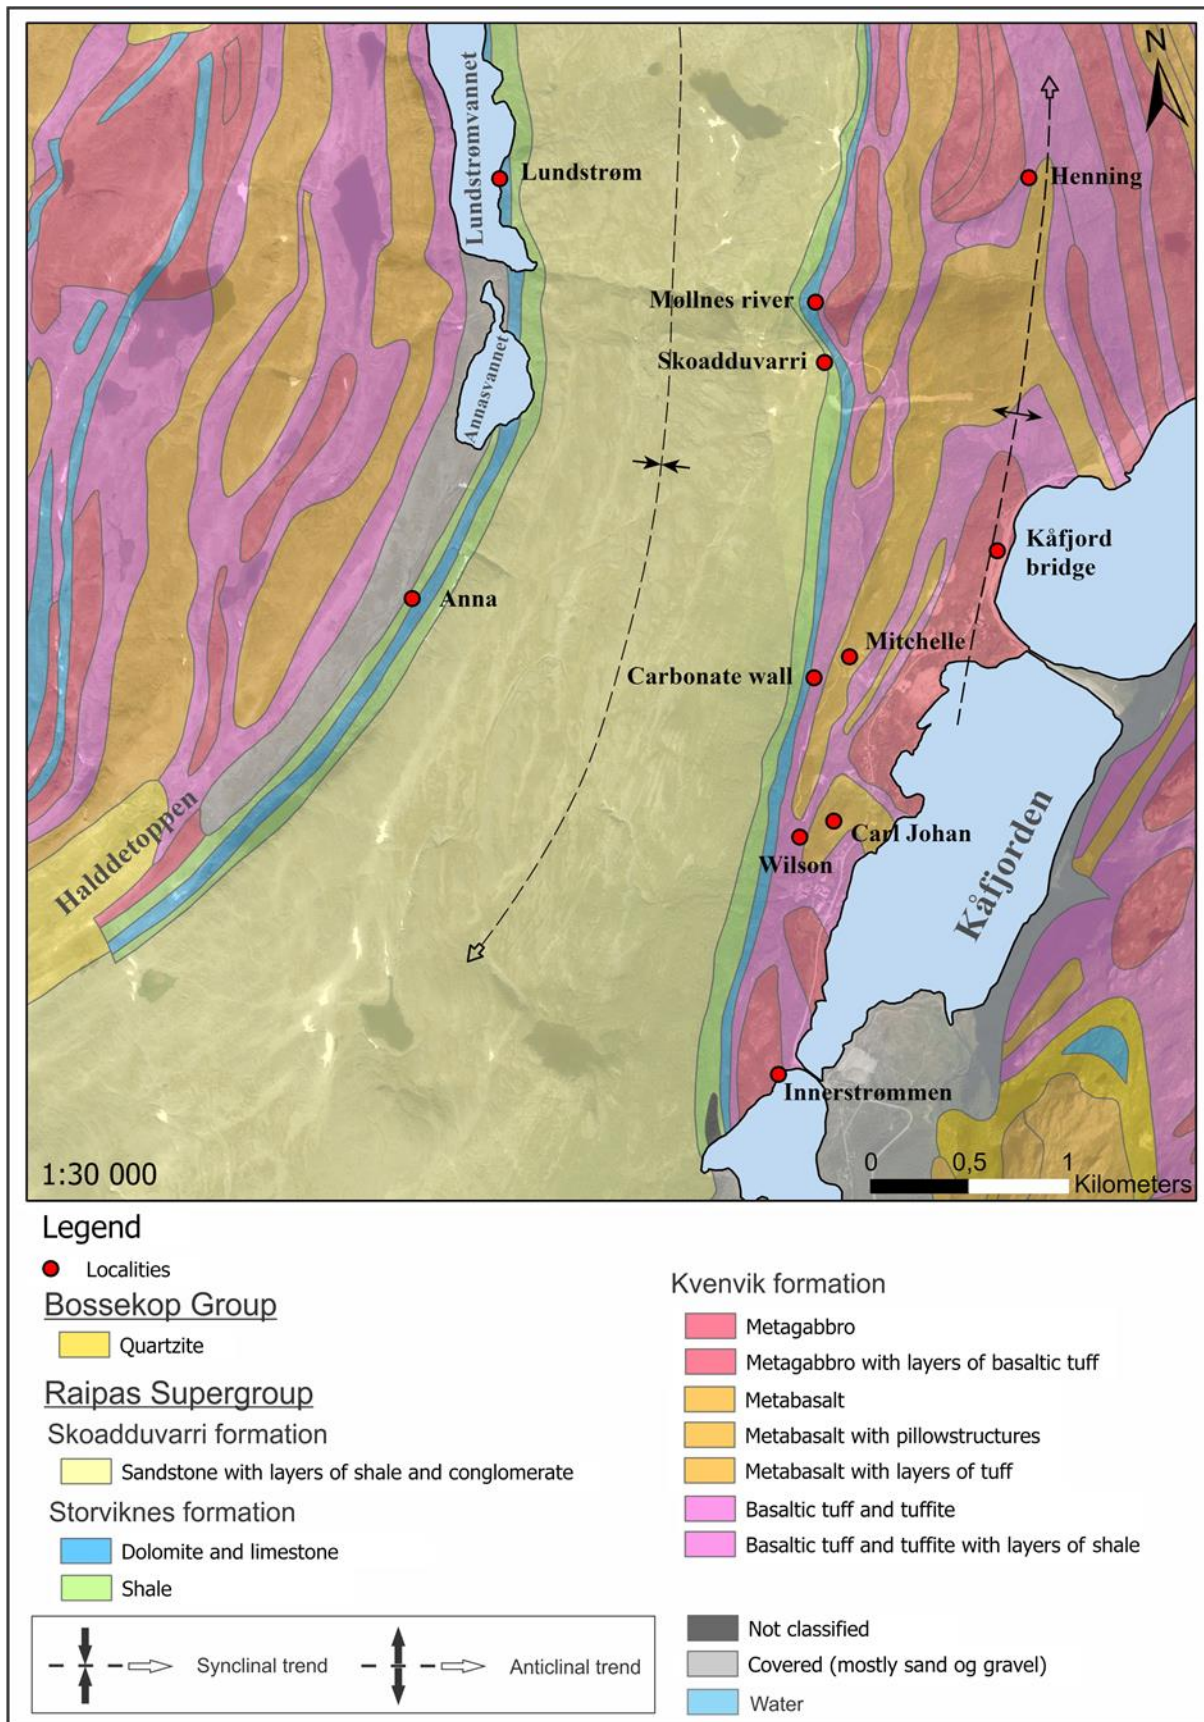 N
Lundstrømvannet
Lundstrøm
Henning
Møllnes river
Annasvannet
Skoadduvarri
Kåfjord
bridge
Anna
Mitchelle
Carbonate wall
Halddetoppen
Carl Johan
Wilson
Kåfjorden
Innerstrømmen
1:30 000
0 0,5 1
Kilometers
Legend
Localities
Bossekop Group
Quartzite
Raipas Supergroup
Skoadduvarri formation
Sandstone with layers of shale and conglomerate
Storviknes formation
Dolomite and limestone
Shale
Synclinal trend
Anticlinal trend
Kvenvik formation
Metagabbro
Metagabbro with layers of basaltic tuff
Metabasalt
Metabasalt with pillowstructures
Metabasalt with layers of tuff
Basaltic tuff and tuffite
Basaltic tuff and tuffite with layers of shale
Not classified
Covered (mostly sand og gravel)
Water